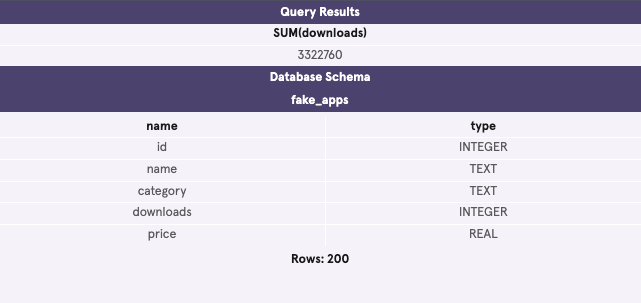 Query Results
SUM(downloads)
3322760
Database Schema
fake_apps
name type
id INTEGER
name TEXT
category TEXT
downloads INTEGER
price REAL
Rows: 200